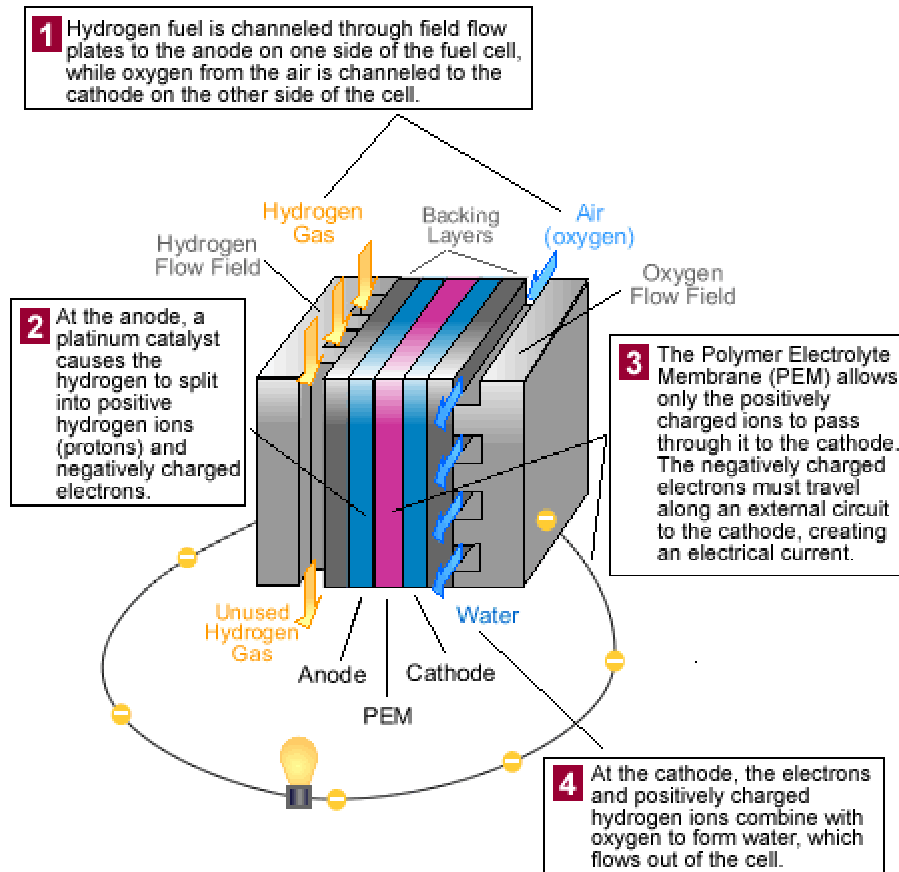 1 Hydrogen fuel is channeled through field flow
plates to the anode on one side of the fuel cell,
while oxygen from the air is channeled to the
cathode on the other side of the cell.
Hydrogen
Gas
Backing
Layers
Air
(oxygen)
Hydrogen
Flow Field
Oxygen
Flow Field
2 At the anode, a
platinum catalyst
causes the
hydrogen to split
into positive
hydrogen ions
(protons) and
negatively charged
electrons.
3 The Polymer Electrolyte
Membrane (PEM) allows
only the positively
charged ions to pass
through it to the cathode.
The negatively charged
electrons must travel
along an external circuit
to the cathode, creating
an electrical current.
Unused
Hydrogen
Gas
Water
Anode
Cathode
PEM
4 At the cathode, the electrons
and positively charged
hydrogen ions combine with
oxygen to form water, which
flows out of the cell.